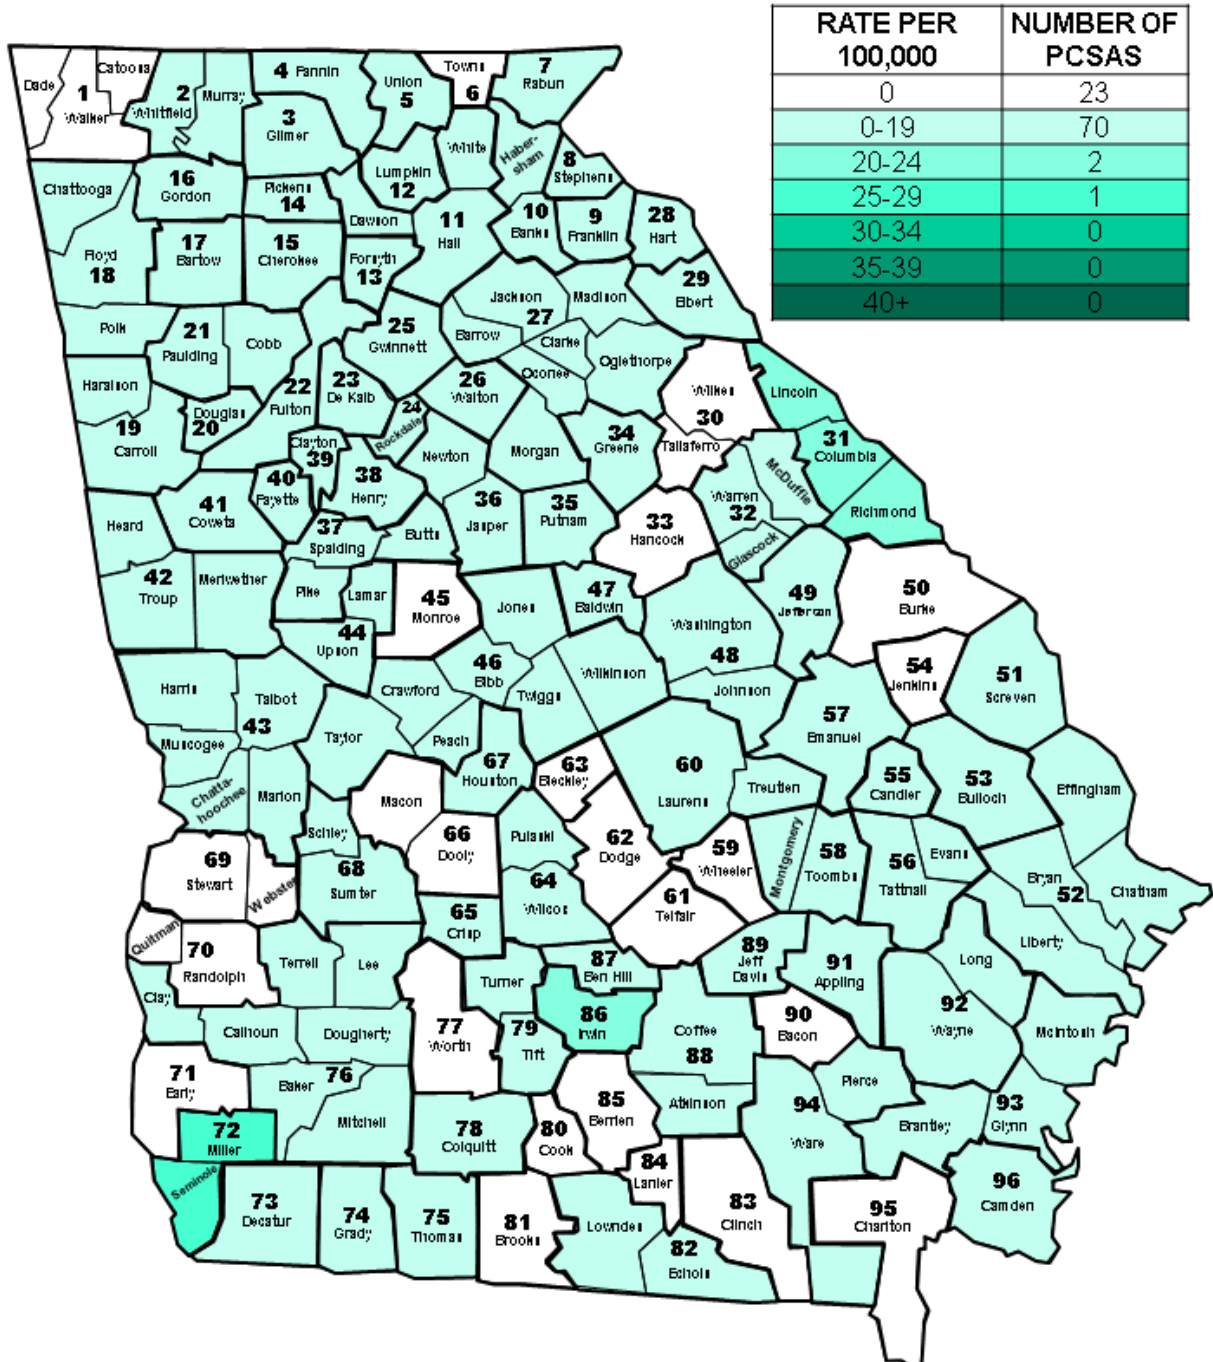 RATE PER 100,000 NUMBER OF PCSAS
0 23
0-19 70
20-24 2
25-29 1
30-34 0
35-39 0
40+ 0
Dade
1
Walker
Catoosa
2
Whitfield
Murray
4 Fannin
3
Gilmer
Union
5
Towns
6
7
Rabun
White
Haber-
sham
8
Stephens
Lumpkin
12
Chattooga
16
Gordon
Pickens
14
Dawson
11
Hall
10
Banks
9
Franklin
28
Hart
Floyd
18
17
Bartow
15
Cherokee
Forsyth
13
29
Elbert
Jackson
27
Madison
Barrow
Clarke
Oconee
Oglethorpe
Polk
21
Paulding
Cobb
25
Gwinnett
Haralson
19
Carroll
Douglas
20
22
Fulton
23
De Kalb
24
Rockdale
26
Walton
Wilkes
30
Taliaferro
Lincoln
31
Columbia
Clayton
39
Newton
Morgan
34
Greene
McDuffie
Warren
32
Glascock
Richmond
Heard
41
Coweta
40
Fayette
38
Henry
37
Spalding
Butts
36
Jasper
35
Putnam
33
Hancock
42
Troup
Meriwether
Pike
Lamar
45
Monroe
Jones
47
Baldwin
Washington
48
49
Jefferson
50
Burke
44
Upson
46
Bibb
Wilkinson
Twiggs
Johnson
54
Jenkins
51
Screven
Harris
Talbot
43
Muscogee
Chatta-
hoochee
Marion
Taylor
Crawford
Peach
67
Houston
63
Bleckley
60
Laurens
Treutlen
57
Emanuel
55
Candler
53
Bulloch
Effingham
Macon
66
Dooly
Schley
68
Sumter
Pulaski
64
Wilcox
62
Dodge
59
Wheeler
Montgomery
58
Toombs
56
Tattnall
Evans
Bryan
52
Chatham
Liberty
69
Stewart
Webster
65
Crisp
61
Telfair
Quitman
70
Randolph
Terrell
Lee
Turner
87
Ben Hill
89
Jeff
Davis
91
Appling
Long
92
Wayne
McIntosh
Clay
Calhoun
Dougherty
77
Worth
79
Tift
86
Irwin
Coffee
88
90
Bacon
71
Early
Baker
76
Mitchell
85
Berrien
Atkinson
94
Ware
Pierce
Brantley
93
Glynn
72
Miller
78
Colquitt
80
Cook
84
Lanier
Seminole
73
Decatur
74
Grady
75
Thomas
81
Brooks
Lowndes
82
Echols
83
Clinch
95
Charlton
96
Camden